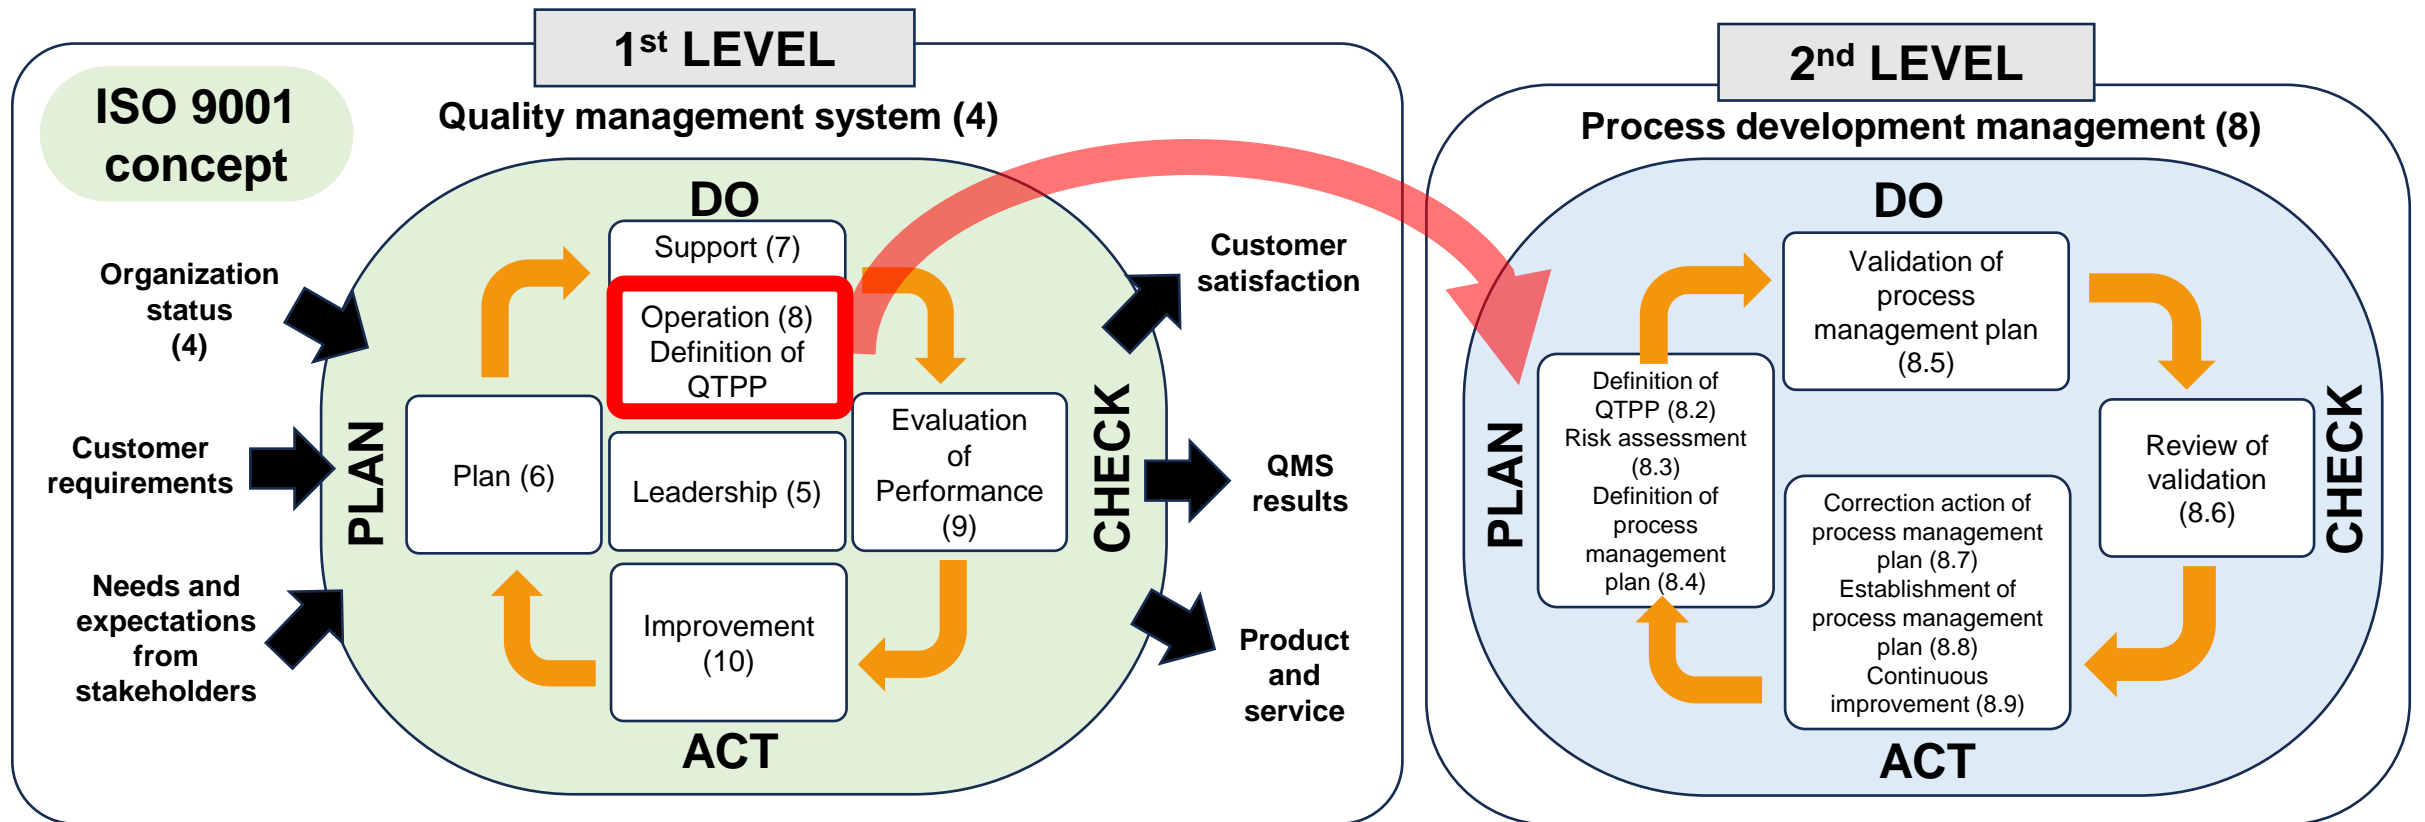 1st LEVEL
ISO 9001
concept
Quality management system (4)
DO
Support (7)
Operation (8)
Definition of
QTPP
Organization
status
(4)
Customer
requirements
Needs and
expectations
from
stakeholders
PLAN
Plan (6)
Leadership (5)
Evaluation
of
Performance
(9)
CHECK
Improvement
(10)
ACT
Customer
satisfaction
QMS
results
Product
and
service
2nd LEVEL
Process development management (8)
DO
Validation of
process
management plan
(8.5)
PLAN
Definition of
QTPP (8.2)
Risk assessment
(8.3)
Definition of
process
management
plan (8.4)
Review of
validation
(8.6)
CHECK
Correction action of
process management
plan (8.7)
Establishment of
process management
plan (8.8)
Continuous
improvement (8.9)
ACT